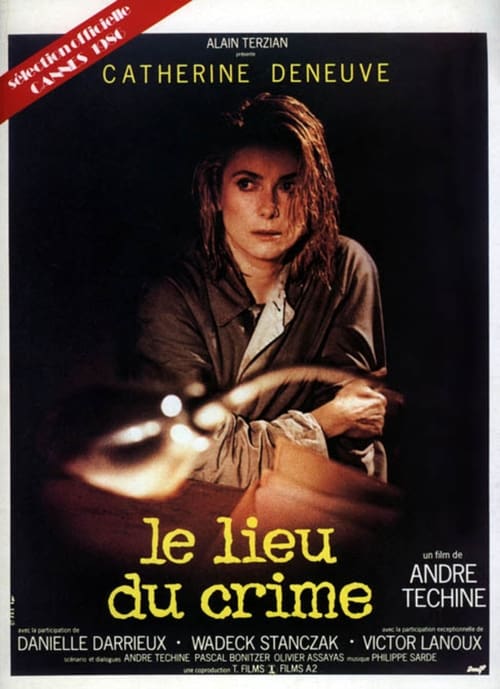 sélection officielle
CANNES 1986
ALAIN TERZIAN
présente
CATHERINE DENEUVE
le lieu
du crime
un film de
ANDRE
TECHINE
avec la participation de
avec la participation exceptionnelle de
DANIELLE DARRIEUX · WADECK STANCZAK · VICTOR LANOUX
scénario et dialogues ANDRE TECHINE PASCAL BONITZER OLIVIER ASSAYAS musique PHILIPPE SARDE
une coproduction T. FILMS FILMS A2